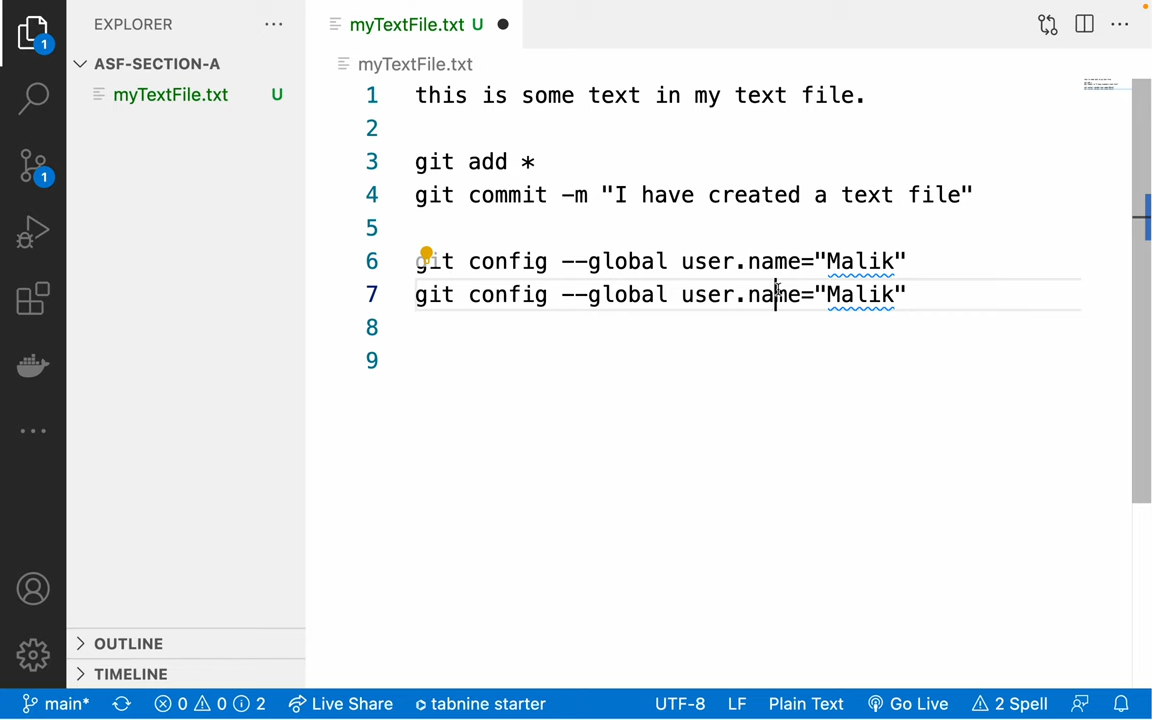 EXPLORER
myTextFile.txt U
1
ASF-SECTION-A
myTextFile.txt
myTextFile.txt U
1 this is some text in my text file.
2
3 git add *
1
4 git commit -m "I have created a text file"
5
6 git config --global user.name="Malik"
7 git config --global user.name="Malik"
8
9
OUTLINE
TIMELINE
main* 0 0 2 Live Share tabnine starter UTF-8 LF Plain Text Go Live 2 Spell